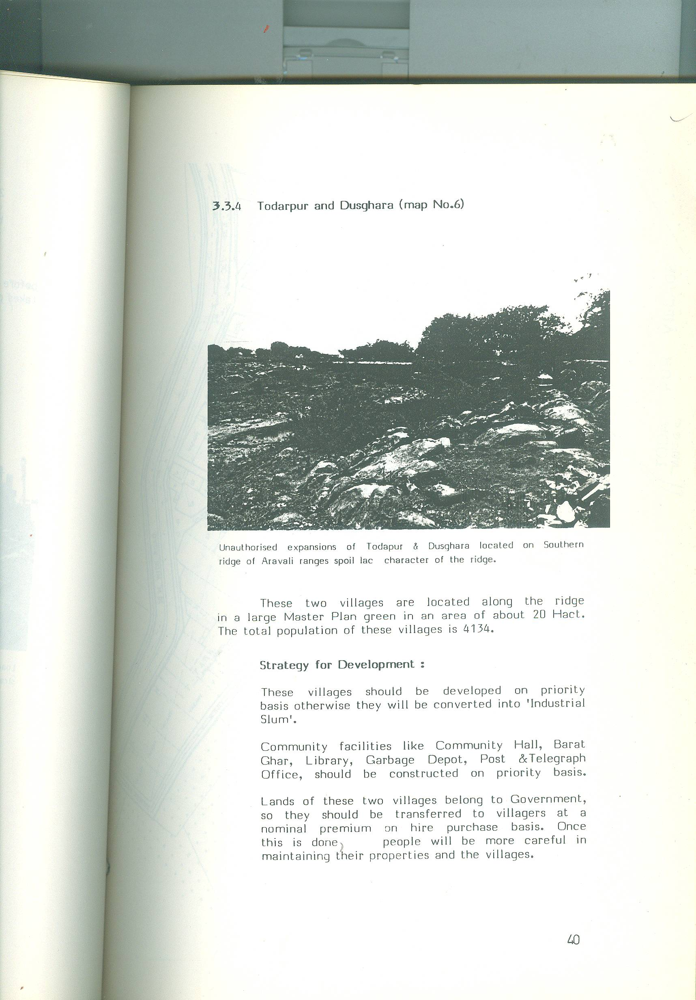 3.3.4 Todarpur and Dusghara (map No.6)
Unauthorised expansions of Todapur & Dusghara located on Southern
ridge of Aravali ranges spoil lac character of the ridge.
These two villages are located along the ridge
in a large Master Plan green in an area of about 20 Hact.
The total population of these villages is 4134.
Strategy for Development :
These villages should be developed on priority
basis otherwise they will be converted into 'Industrial
Slum'.
Community facilities like Community Hall, Barat
Ghar, Library, Garbage Depot, Post &Telegraph
Office, should be constructed on priority basis.
Lands of these two villages belong to Government,
so they should be transferred to villagers at a
nominal premium on hire purchase basis. Once
this is done, people will be more careful in
maintaining their properties and the villages.
40